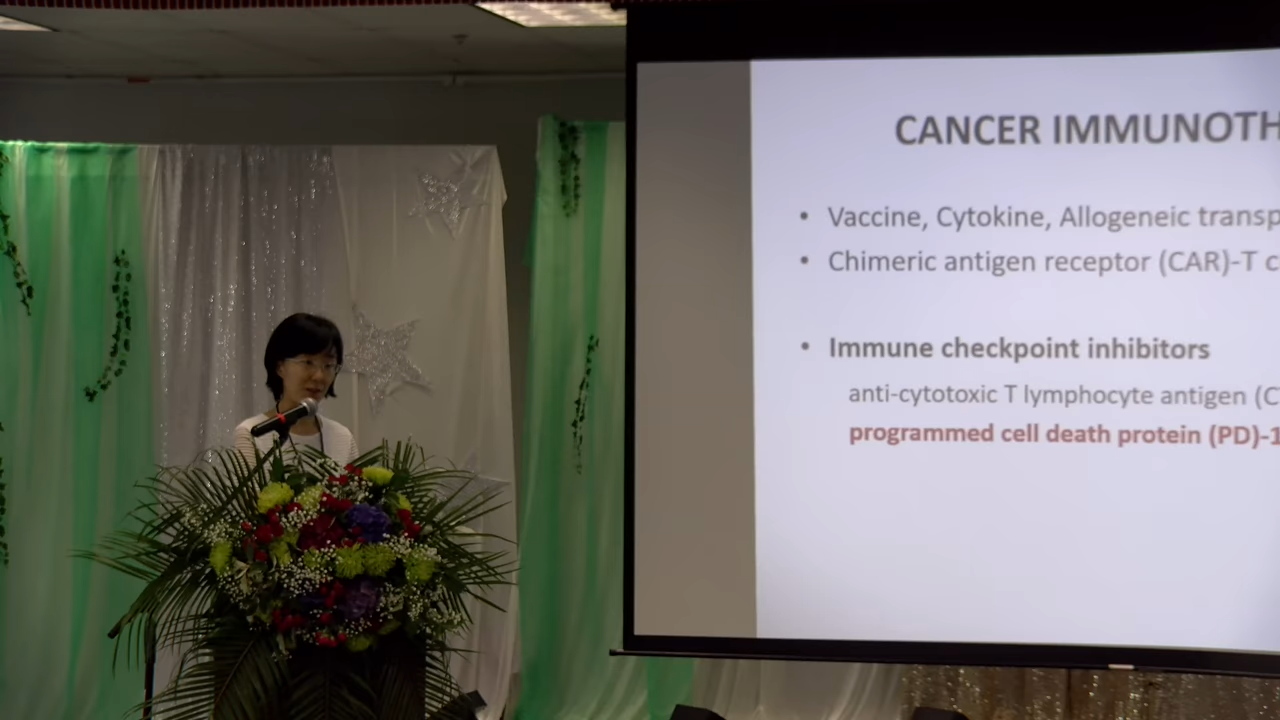 CANCER IMMUNOTH
• Vaccine, Cytokine, Allogeneic transp
• Chimeric antigen receptor (CAR)-T c
• Immune checkpoint inhibitors
anti-cytotoxic T lymphocyte antigen (C
programmed cell death protein (PD)-1